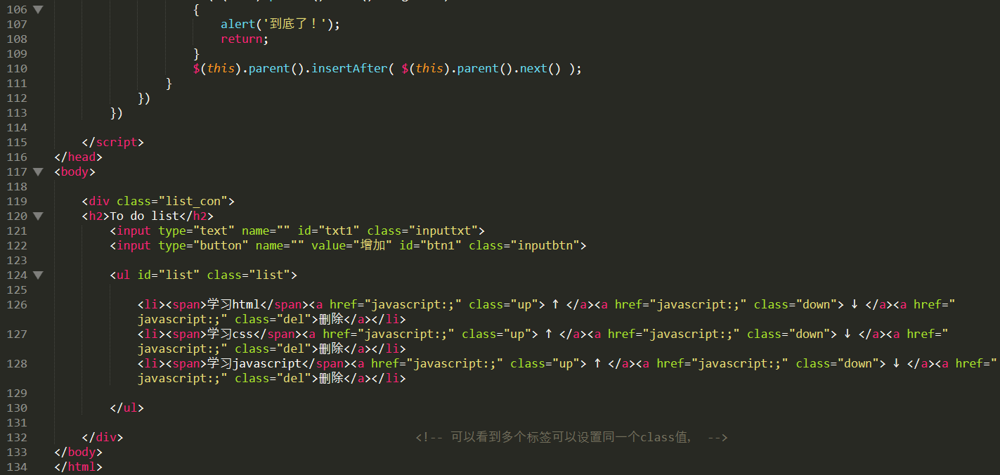 106 {
107 alert('到底了！');
108 return;
109 }
110 $(this).parent().insertAfter( $(this).parent().next() );
111 }
112 })
113 })
114
115 </script>
116 </head>
117 <body>
118
119 <div class="list_con">
120 <h2>To do list</h2>
121 <input type="text" name="" id="txt1" class="inputtxt">
122 <input type="button" name="" value="增加" id="btn1" class="inputbtn">
123
124 <ul id="list" class="list">
125
126 <li><span>学习html</span><a href="javascript:;" class="up"> ↑ </a><a href="javascript:;" class="down"> ↓ </a><a href="
javascript:;" class="del">删除</a></li>
127 <li><span>学习css</span><a href="javascript:;" class="up"> ↑ </a><a href="javascript:;" class="down"> ↓ </a><a href="
javascript:;" class="del">删除</a></li>
128 <li><span>学习javascript</span><a href="javascript:;" class="up"> ↑ </a><a href="javascript:;" class="down"> ↓ </a><a href="
javascript:;" class="del">删除</a></li>
129
130 </ul>
131
132 </div> <!-- 可以看到多个标签可以设置同一个class值， -->
133 </body>
134 </html>